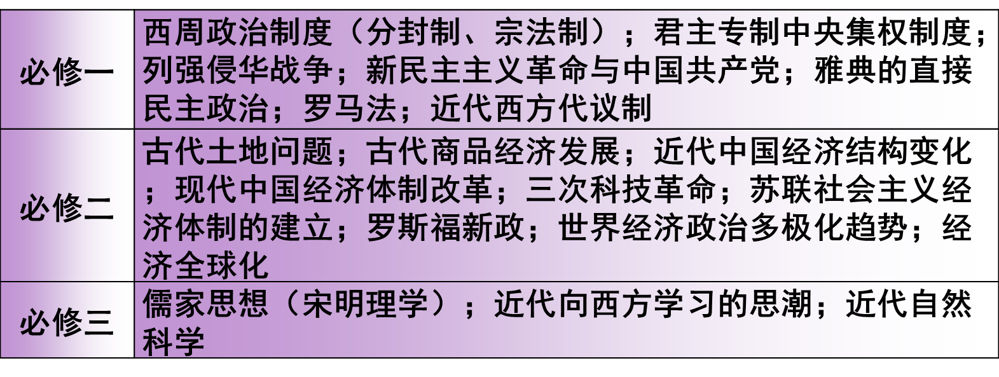 必修一
西周政治制度（分封制、宗法制）；君主专制中央集权制度；
列强侵华战争；新民主主义革命与中国共产党；雅典的直接
民主政治；罗马法；近代西方代议制
必修二
古代土地问题；古代商品经济发展；近代中国经济结构变化
；现代中国经济体制改革；三次科技革命；苏联社会主义经
济体制的建立；罗斯福新政；世界经济政治多极化趋势；经
济全球化
必修三
儒家思想（宋明理学）；近代向西方学习的思潮；近代自然
科学